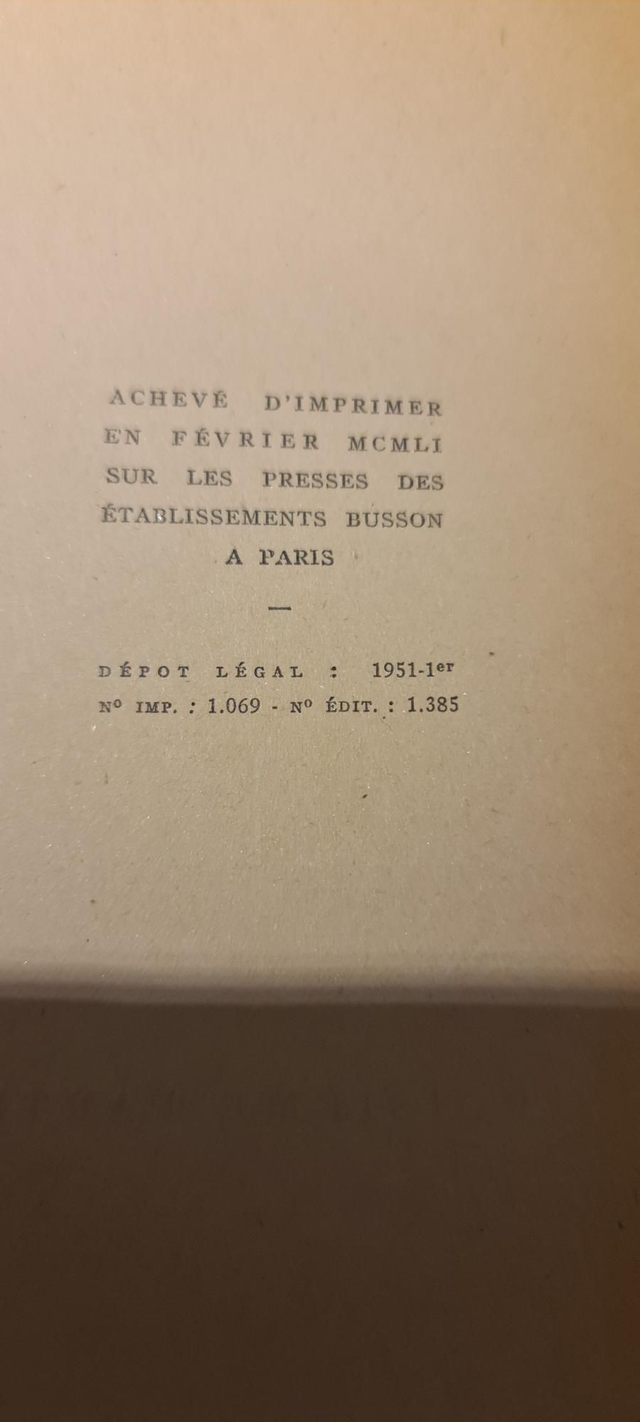 ACHEVÉ D'IMPRIMER
EN FÉVRIER MCMLI
SUR LES PRESSES DES
ÉTABLISSEMENTS BUSSON
A PARIS
—
DÉPOT LÉGAL : 1951-1er
Nº IMP. : 1.069 - Nº ÉDIT. : 1.385